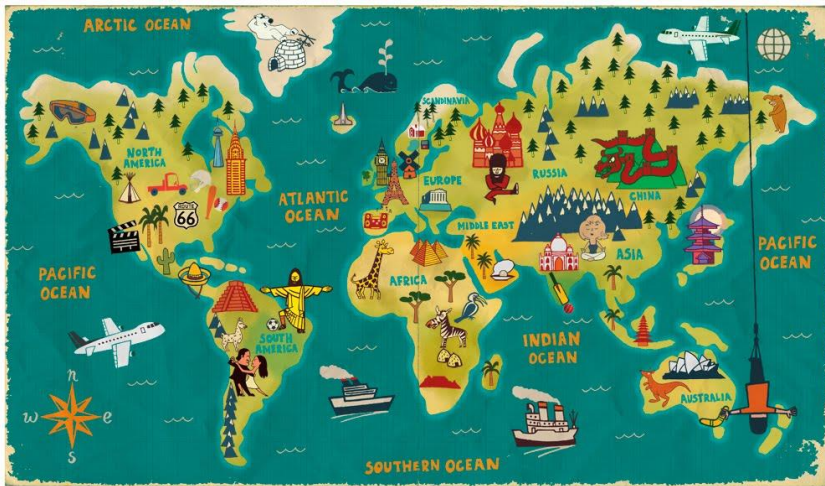 ARCTIC OCEAN
SCANDINAVIA
NORTH
AMERICA
EUROPE
RUSSIA
CHINA
ROUTE
66
ATLANTIC
OCEAN
MIDDLE EAST
ASIA
PACIFIC
OCEAN
PACIFIC
OCEAN
AFRICA
SOUTH
AMERICA
INDIAN
OCEAN
AUSTRALIA
n
w
e
s
SOUTHERN OCEAN